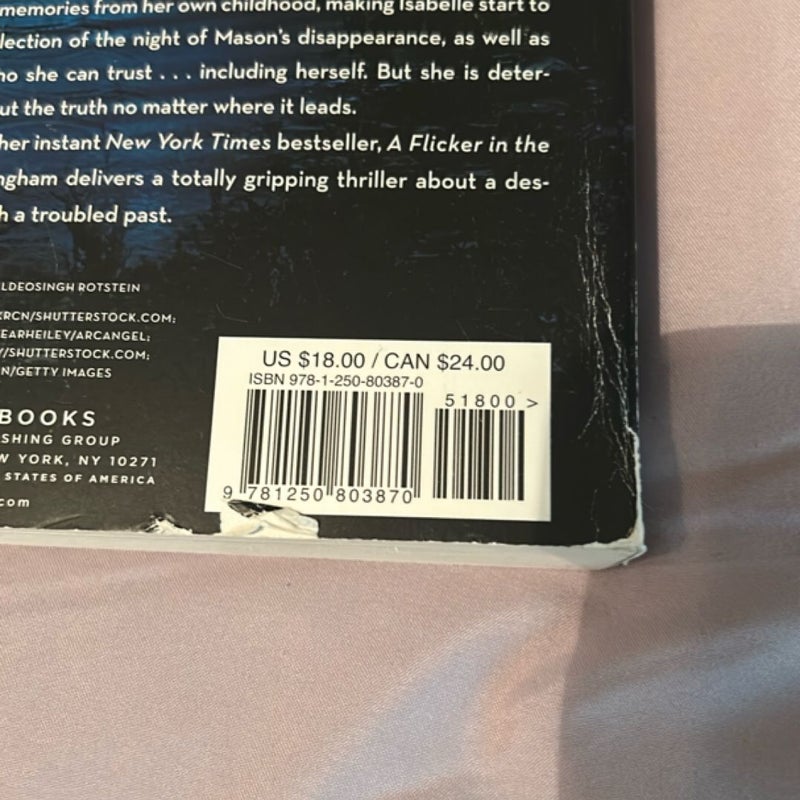 memories from her own childhood, making Isabelle start to
lection of the night of Mason's disappearance, as well as
ho she can trust . . . including herself. But she is deter-
ut the truth no matter where it leads.
her instant New York Times bestseller, A Flicker in the
ngham delivers a totally gripping thriller about a des-
h a troubled past.
LDEOSINGH ROTSTEIN
KRCN/SHUTTERSTOCK.COM;
EARHEILEY/ARCANGEL;
/SHUTTERSTOCK.COM;
N/GETTY IMAGES
BOOKS
SHING GROUP
W YORK, NY 10271
STATES OF AMERICA
com
US $18.00 / CAN $24.00
ISBN 978-1-250-80387-0
51800 >
9 781250 803870